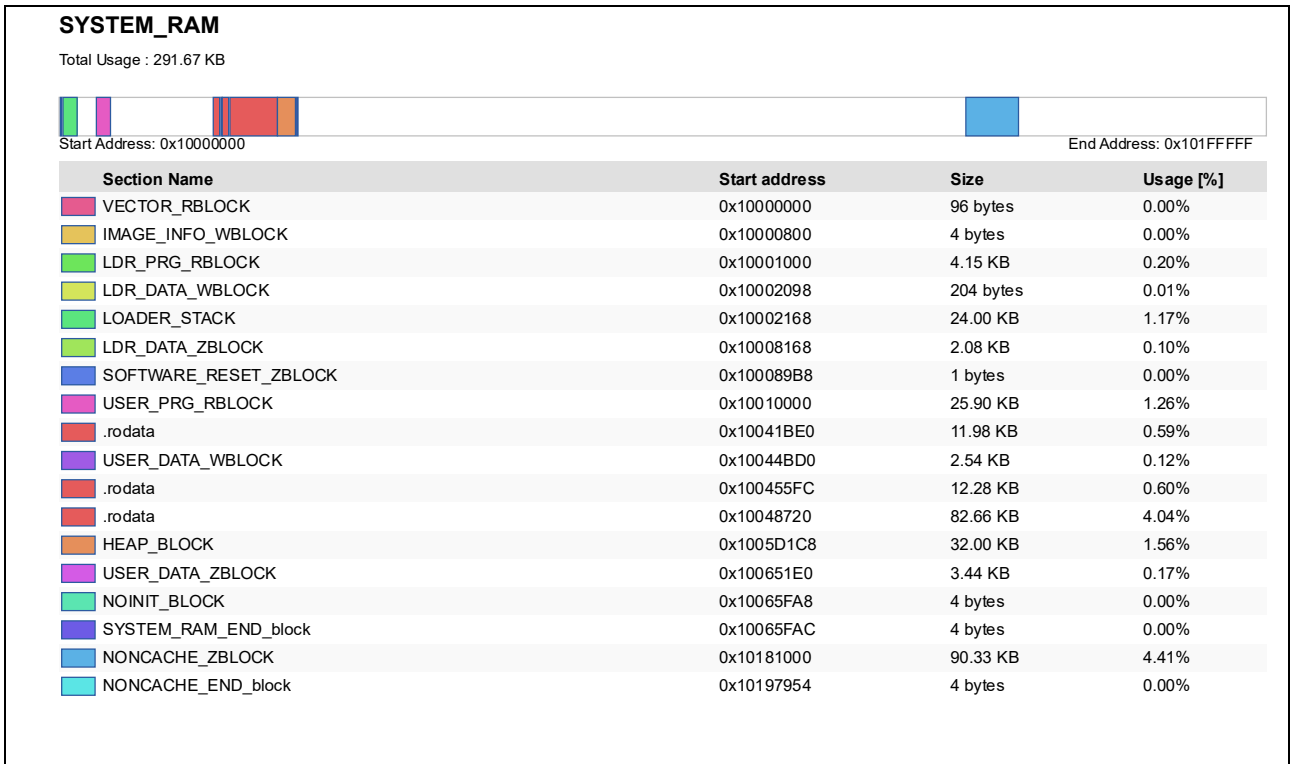 SYSTEM_RAM
Total Usage : 291.67 KB
Start Address: 0x10000000 End Address: 0x101FFFFF
Section Name Start address Size Usage [%]
VECTOR_RBLOCK 0x10000000 96 bytes 0.00%
IMAGE_INFO_WBLOCK 0x10000800 4 bytes 0.00%
LDR_PRG_RBLOCK 0x10001000 4.15 KB 0.20%
LDR_DATA_WBLOCK 0x10002098 204 bytes 0.01%
LOADER_STACK 0x10002168 24.00 KB 1.17%
LDR_DATA_ZBLOCK 0x10008168 2.08 KB 0.10%
SOFTWARE_RESET_ZBLOCK 0x100089B8 1 bytes 0.00%
USER_PRG_RBLOCK 0x10010000 25.90 KB 1.26%
.rodata 0x10041BE0 11.98 KB 0.59%
USER_DATA_WBLOCK 0x10044BD0 2.54 KB 0.12%
.rodata 0x100455FC 12.28 KB 0.60%
.rodata 0x10048720 82.66 KB 4.04%
HEAP_BLOCK 0x1005D1C8 32.00 KB 1.56%
USER_DATA_ZBLOCK 0x100651E0 3.44 KB 0.17%
NOINIT_BLOCK 0x10065FA8 4 bytes 0.00%
SYSTEM_RAM_END_block 0x10065FAC 4 bytes 0.00%
NONCACHE_ZBLOCK 0x10181000 90.33 KB 4.41%
NONCACHE_END_block 0x10197954 4 bytes 0.00%